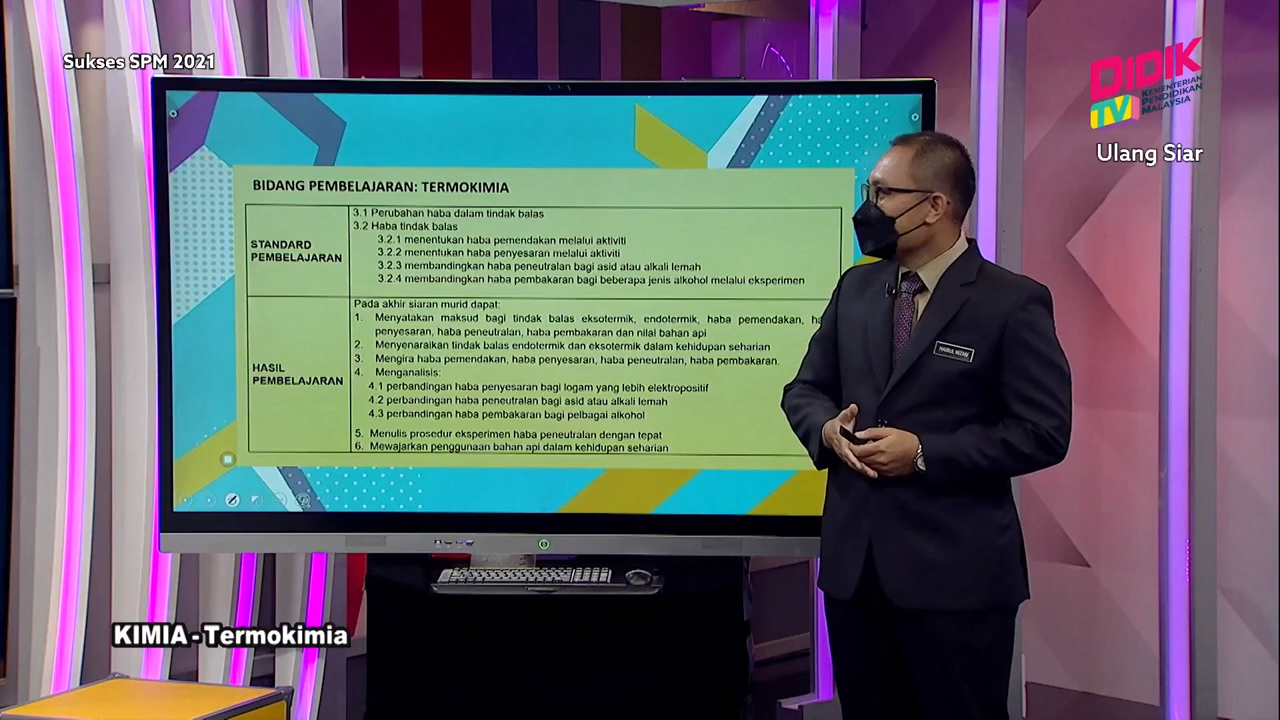 Sukses SPM 2021
DIDIK
TV
KEMENTERIAN
PENDIDIKAN
MALAYSIA
Ulang Siar
BIDANG PEMBELAJARAN: TERMOKIMIA
STANDARD
PEMBELAJARAN
3.1 Perubahan haba dalam tindak balas
3.2 Haba tindak balas
3.2.1 menentukan haba pemendakan melalui aktiviti
3.2.2 menentukan haba penyesaran melalui aktiviti
3.2.3 membandingkan haba peneutralan bagi asid atau alkali lemah
3.2.4 membandingkan haba pembakaran bagi beberapa jenis alkohol melalui eksperimen
HASIL
PEMBELAJARAN
Pada akhir siaran murid dapat:
1. Menyatakan maksud bagi tindak balas eksotermik, endotermik, haba pemendakan,
penyesaran, haba peneutralan, haba pembakaran dan nilai bahan api
2. Menyenaraikan tindak balas endotermik dan eksotermik dalam kehidupan seharian
3. Mengira haba pemendakan, haba penyesaran, haba peneutralan, haba pembakaran.
4. Menganalisis:
4.1 perbandingan haba penyesaran bagi logam yang lebih elektropositif
4.2 perbandingan haba peneutralan bagi asid atau alkali lemah
4.3 perbandingan haba pembakaran bagi pelbagai alkohol
5. Menulis prosedur eksperimen haba peneutralan dengan tepat
6. Mewajarkan penggunaan bahan api dalam kehidupan seharian
HAIRUL NIZAM
KIMIA - Termokimia